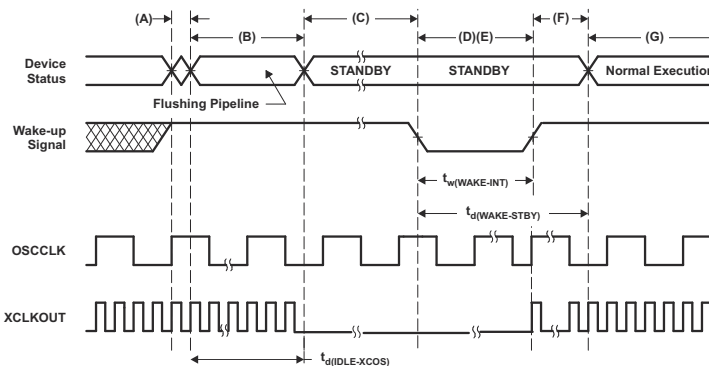 (A)
(B)
(C)
(D)(E)
(F)
(G)
Device
Status
STANDBY
STANDBY
Normal Execution
Flushing Pipeline
Wake-up
Signal
tw(WAKE-INT)
td(WAKE-STBY)
OSCCLK
XCLKOUT
td(IDLE-XCOS)